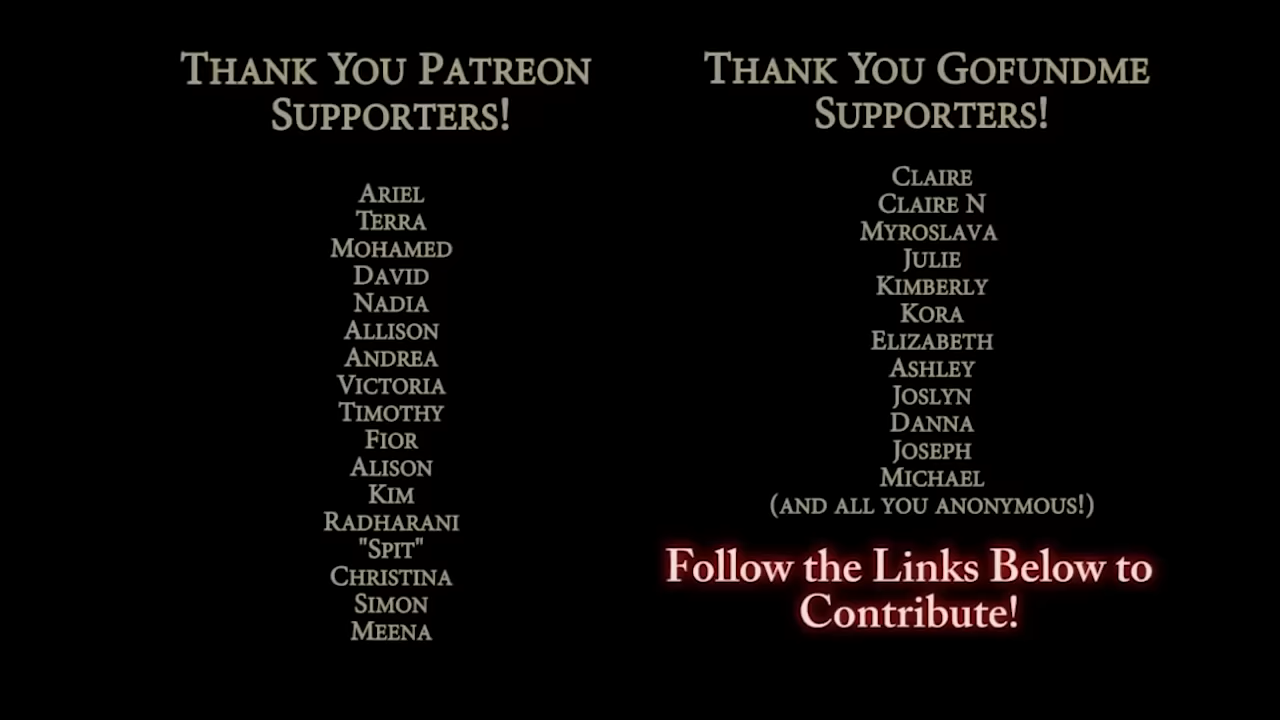 THANK YOU PATREON
SUPPORTERS!
ARIEL
TERRA
MOHAMED
DAVID
NADIA
ALLISON
ANDREA
VICTORIA
TIMOTHY
FIOR
ALISON
KIM
RADHARANI
"SPIT"
CHRISTINA
SIMON
MEENA
THANK YOU GOFUNDME
SUPPORTERS!
CLAIRE
CLAIRE N
MYROSLAVA
JULIE
KIMBERLY
KORA
ELIZABETH
ASHLEY
JOSLYN
DANNA
JOSEPH
MICHAEL
(AND ALL YOU ANONYMOUS!)
Follow the Links Below to
Contribute!